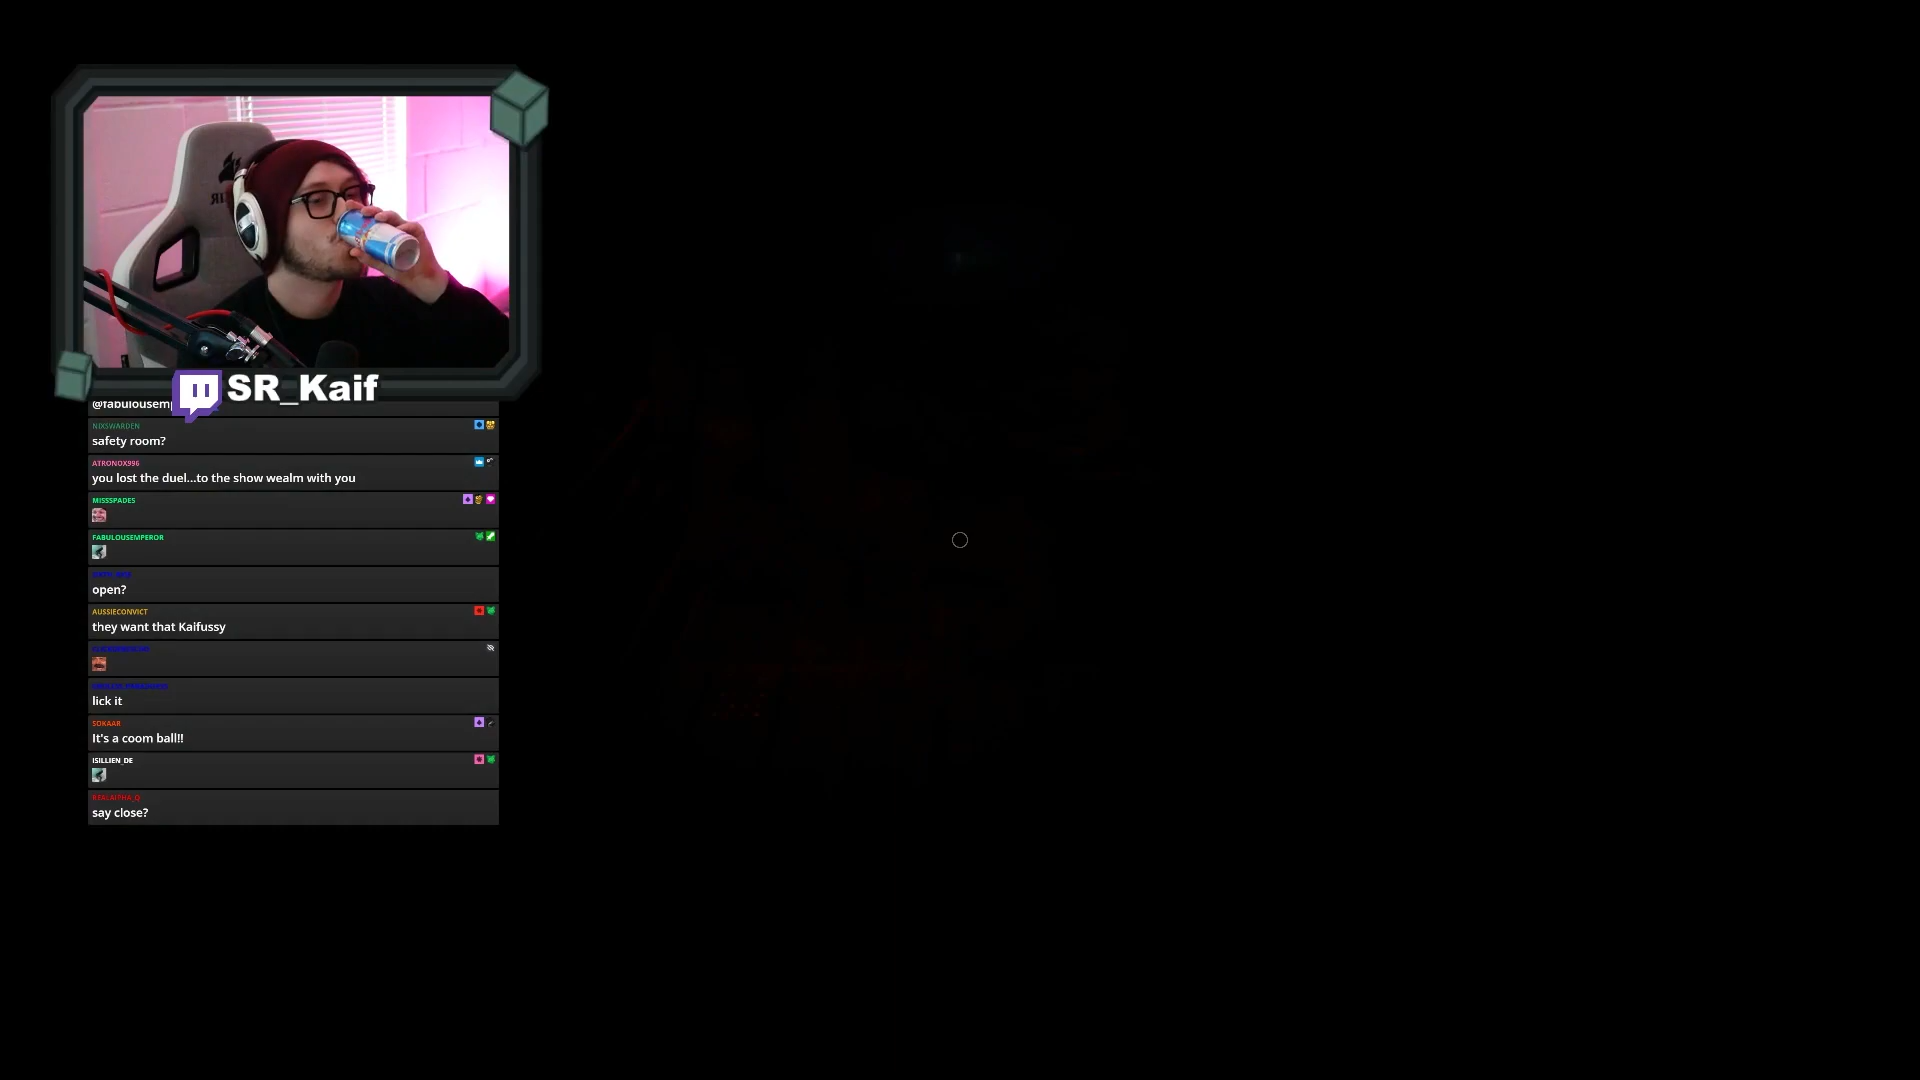 SR_Kaif
@fabulousem
NIXSWARDEN
safety room?
ATRONOX996
you lost the duel...to the show wealm with you
MISSSPADES
FABULOUSEMPEROR
open?
AUSSIECONVICT
they want that Kaifussy
lick it
SOKAAR
It's a coom ball!!
ISILLIEN_DE
REALALPHA_Q
say close?